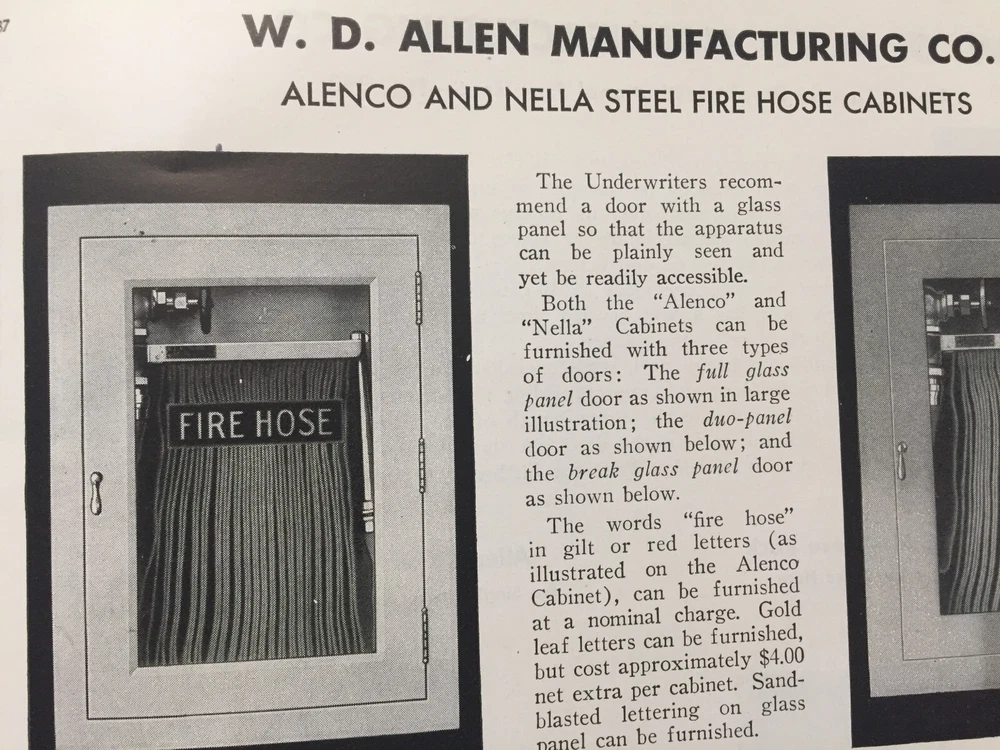 W. D. ALLEN MANUFACTURING CO.
ALENCO AND NELLA STEEL FIRE HOSE CABINETS
FIRE HOSE
The Underwriters recom-
mend a door with a glass
panel so that the apparatus
can be plainly seen and
yet be readily accessible.
Both the “Alenco” and
“Nella” Cabinets can be
furnished with three types
of doors: The full glass
panel door as shown in large
illustration; the duo-panel
door as shown below; and
the break glass panel door
as shown below.
The words “fire hose”
in gilt or red letters (as
illustrated on the Alenco
Cabinet), can be furnished
at a nominal charge. Gold
leaf letters can be furnished,
but cost approximately $4.00
net extra per cabinet. Sand-
blasted lettering on glass
panel can be furnished.